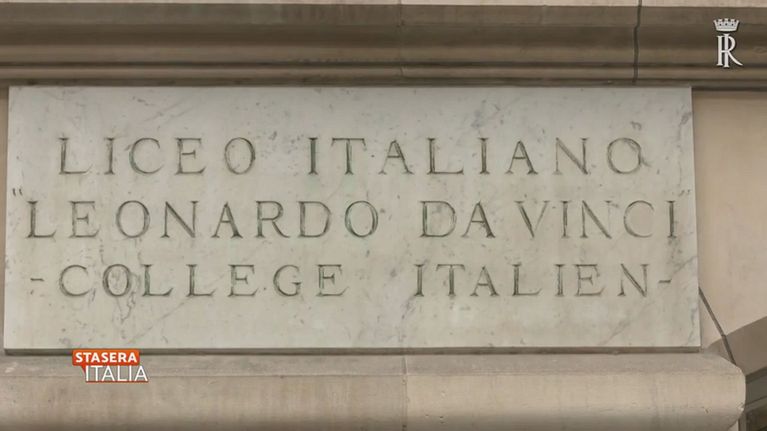 LICEO ITALIANO
"LEONARDO DA VINCI"
-COLLEGE ITALIEN-
STASERA
ITALIA